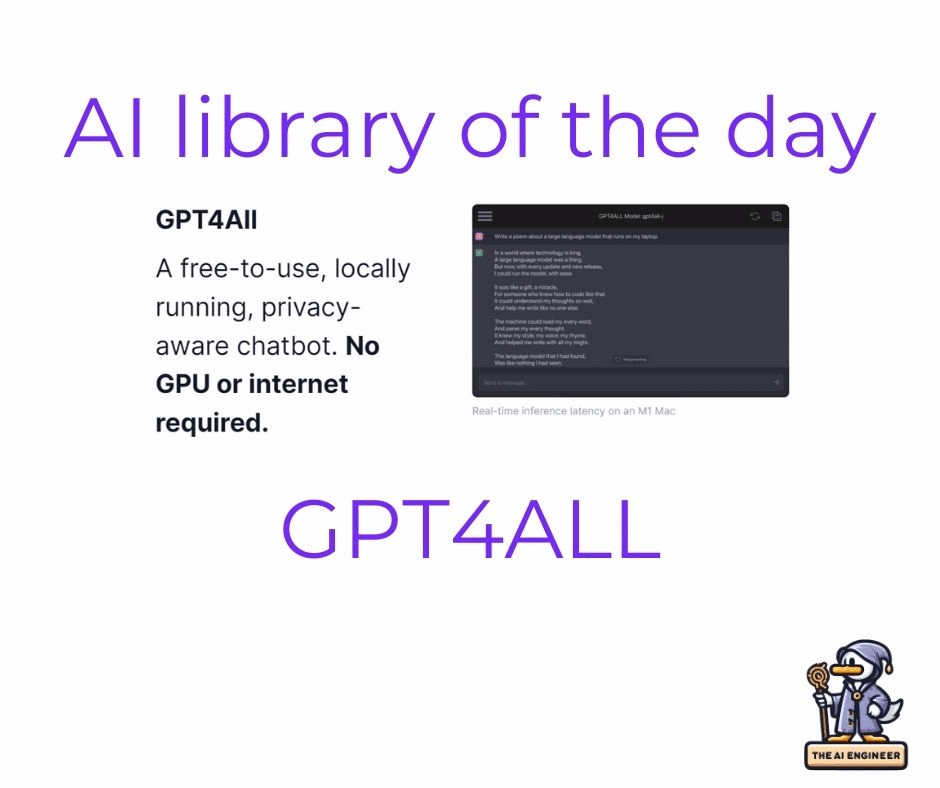 AI library of the day
GPT4All
A free-to-use, locally
running, privacy-
aware chatbot. No
GPU or internet
required.
GPT4ALL Model: gpt4all-j
Write a poem about a large language model that runs on my laptop.
In a world where technology is king,
A large language model was a thing.
But now, with every update and new release,
I could run the model, with ease.
It was like a gift, a miracle,
For someone who knew how to code like that.
It could understand my thoughts so well,
And help me write like no one else.
The machine could read my every word,
And parse my every thought.
It knew my style, my voice, my rhyme,
And helped me write with all my might.
The language model that I had found,
Was like nothing I had seen.
Stop generating
Send a message...
Real-time inference latency on an M1 Mac
GPT4ALL
THE AI ENGINEER